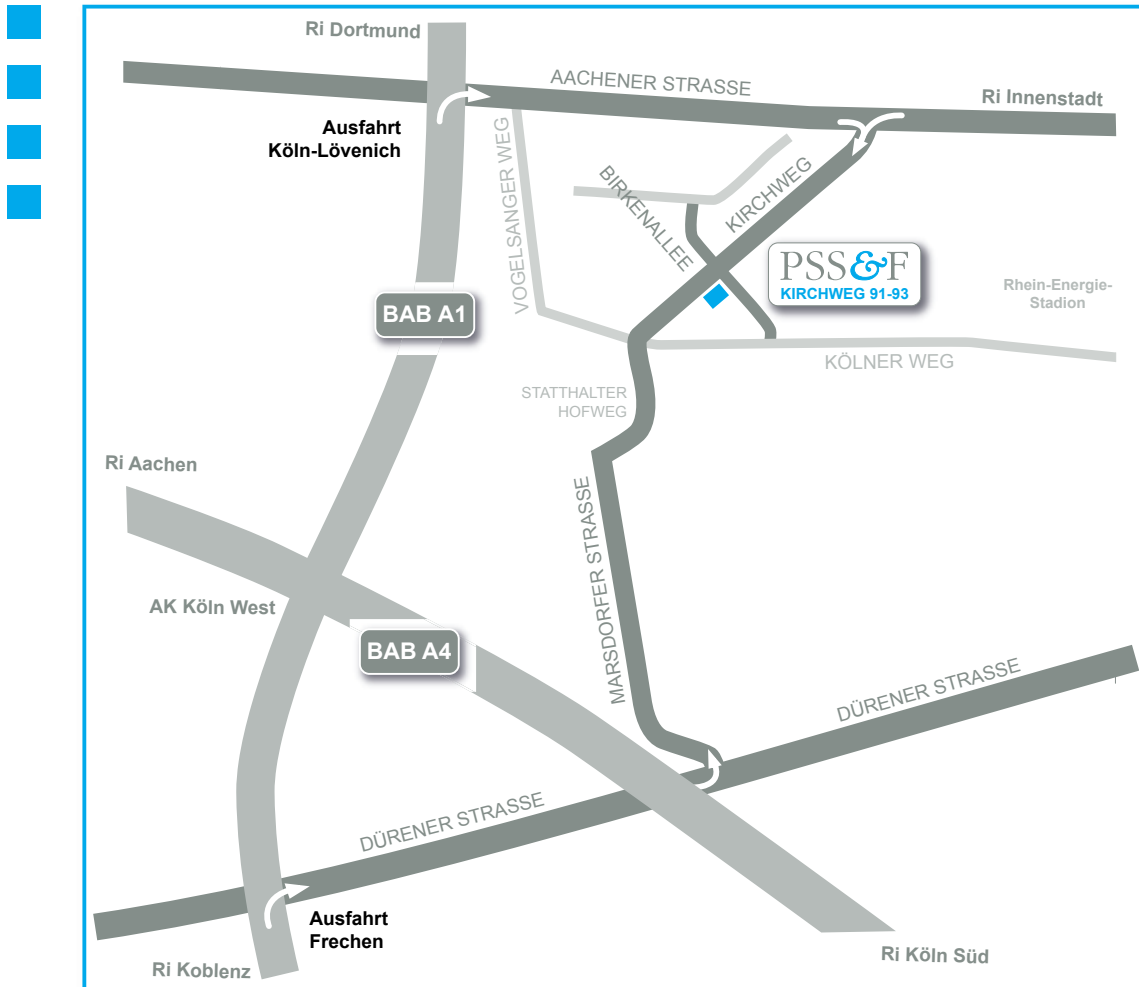 Ri Dortmund
AACHENER STRASSE
Ri Innenstadt
Ausfahrt
Köln-Lövenich
VOGELSANGER WEG
BIRKENALLEE
KIRCHWEG
PSS&F
KIRCHWEG 91-93
Rhein-Energie-
Stadion
BAB A1
KÖLNER WEG
STATTHALTER
HOFWEG
Ri Aachen
MARSDORFER STRASSE
AK Köln West
BAB A4
DÜRENER STRASSE
DÜRENER STRASSE
Ausfahrt
Frechen
Ri Köln Süd
Ri Koblenz